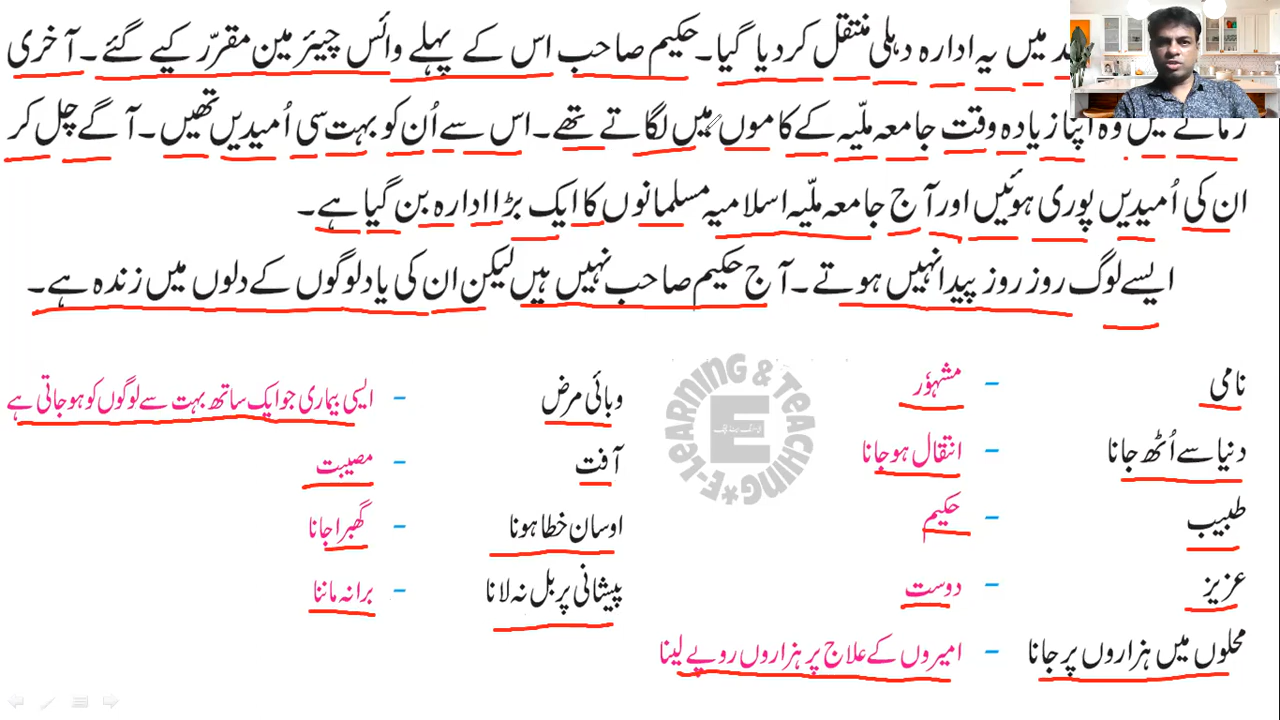 میں یہ ادارہ دہلی منتقل کردیا گیا۔ حکیم صاحب اس کے پہلے وائس چیئرمین مقرّر کیے گئے۔ آخری
زمانے میں وہ اپنا زیادہ وقت جامعہ ملّیہ کے کاموں میں لگاتے تھے۔ اس سے اُن کو بہت سی اُمیدیں تھیں۔ آگے چل کر
ان کی اُمیدیں پوری ہوئیں اور آج جامعہ ملّیہ اسلامیہ مسلمانوں کا ایک بڑا ادارہ بن گیا ہے۔
ایسے لوگ روز روز پیدا نہیں ہوتے۔ آج حکیم صاحب نہیں ہیں لیکن ان کی یاد لوگوں کے دلوں میں زندہ ہے۔
نامی - مشہوٗر
دنیا سے اُٹھ جانا - انتقال ہو جانا
طبیب - حکیم
عزیز - دوست
محلوں میں ہزاروں پر جانا - امیروں کے علاج پر ہزاروں روپے لینا
وبائی مرض - ایسی بیماری جو ایک ساتھ بہت سے لوگوں کو ہو جاتی ہے
آفت - مصیبت
اوسان خطا ہونا - گھبرا جانا
پیشانی پر بل نہ لانا - برا نہ ماننا
E-LEARNING & TEACHING
E